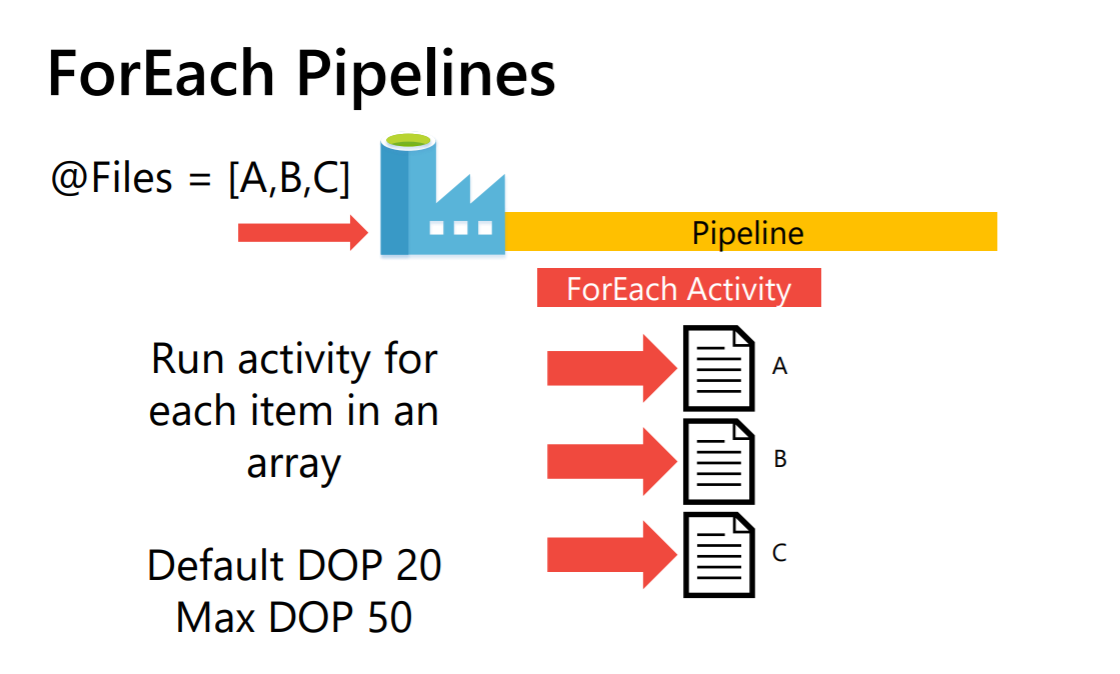 ForEach Pipelines
@Files = [A,B,C]
Pipeline
ForEach Activity
Run activity for
each item in an
array
Default DOP 20
Max DOP 50
A
B
C